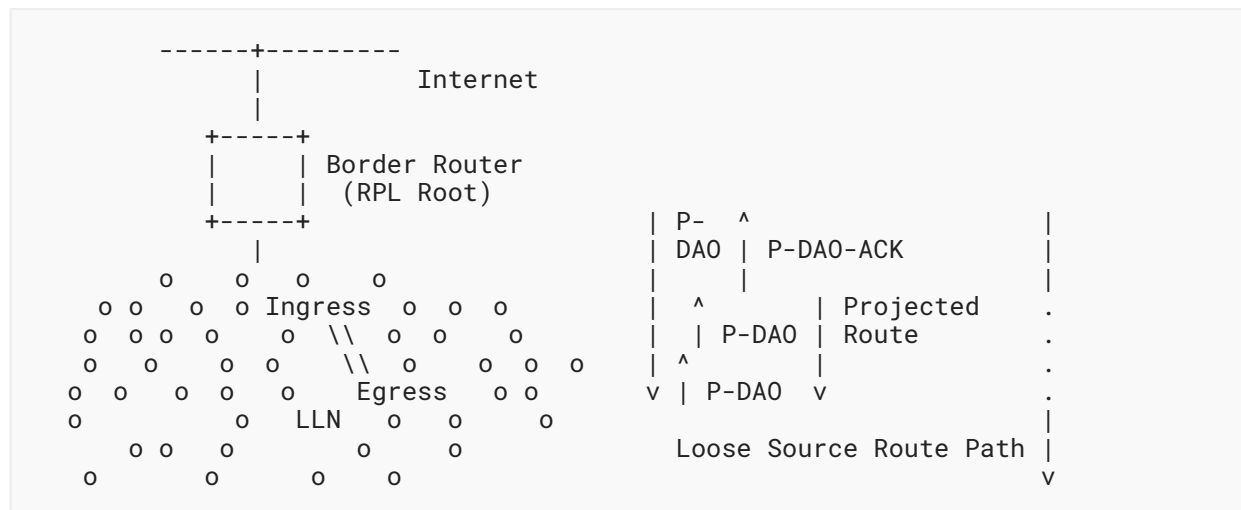 ------+---------
|          Internet
|
+-----+
|     | Border Router
|     |  (RPL Root)
+-----+                      | P-  ^                   |
|                          | DAO | P-DAO-ACK         |
o    o   o    o                 |     |                   |
o o   o  o Ingress  o  o  o         |  ^       | Projected    .
o  o o  o    o  \\  o  o    o        |  | P-DAO | Route        .
o   o    o  o    \\  o    o  o  o    | ^        |              .
o  o   o  o   o    Egress   o o       v | P-DAO  v              .
o          o   LLN   o   o     o                                |
o o   o        o     o              Loose Source Route Path |
o       o      o    o                                          v